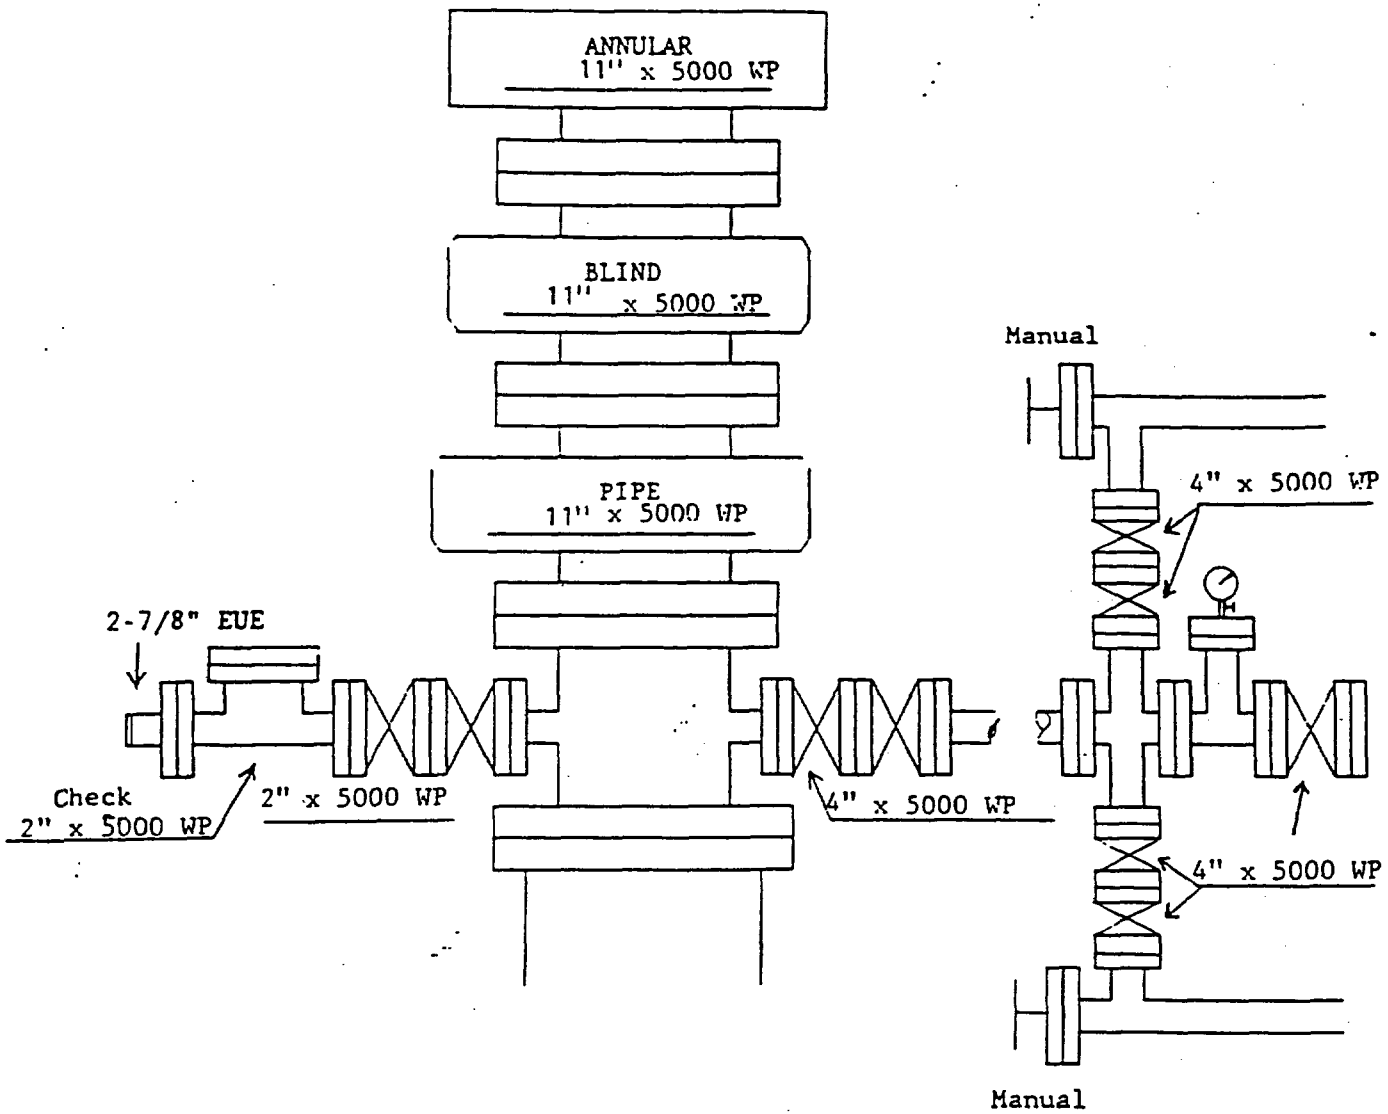 ANNULAR
11" x 5000 WP
BLIND
11" x 5000 WP
Manual
PIPE
11" x 5000 WP
4" x 5000 WP
2-7/8" EUE
Check
2" x 5000 WP
2" x 5000 WP
4" x 5000 WP
4" x 5000 WP
Manual